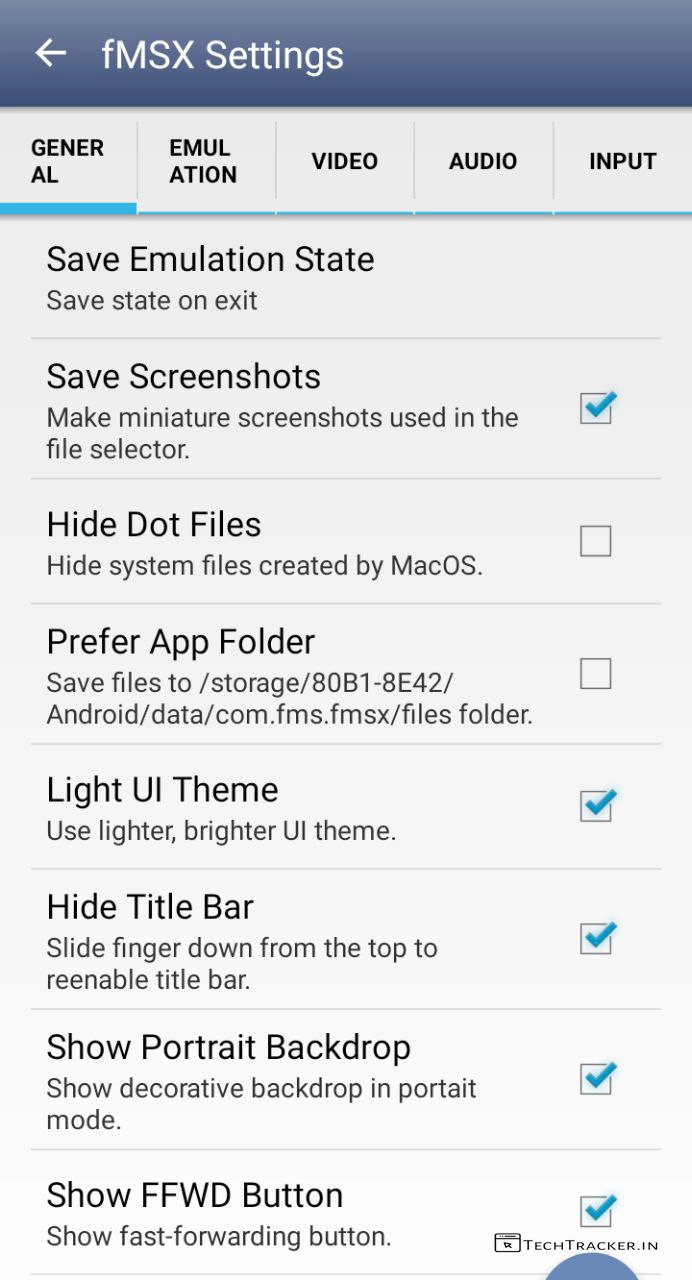 fMSX Settings
GENER
AL
EMUL
ATION
VIDEO
AUDIO
INPUT
Save Emulation State
Save state on exit
Save Screenshots
Make miniature screenshots used in the
file selector.
Hide Dot Files
Hide system files created by MacOS.
Prefer App Folder
Save files to /storage/80B1-8E42/
Android/data/com.fms.fmsx/files folder.
Light UI Theme
Use lighter, brighter UI theme.
Hide Title Bar
Slide finger down from the top to
reenable title bar.
Show Portrait Backdrop
Show decorative backdrop in portait
mode.
Show FFWD Button
Show fast-forwarding button.
TECHTRACKER.IN